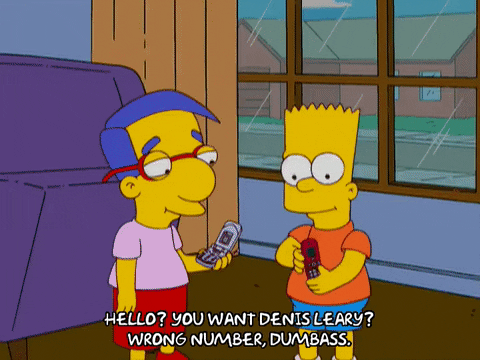 HELLO? YOU WANT DENIS LEARY?
WRONG NUMBER, DUMBASS.